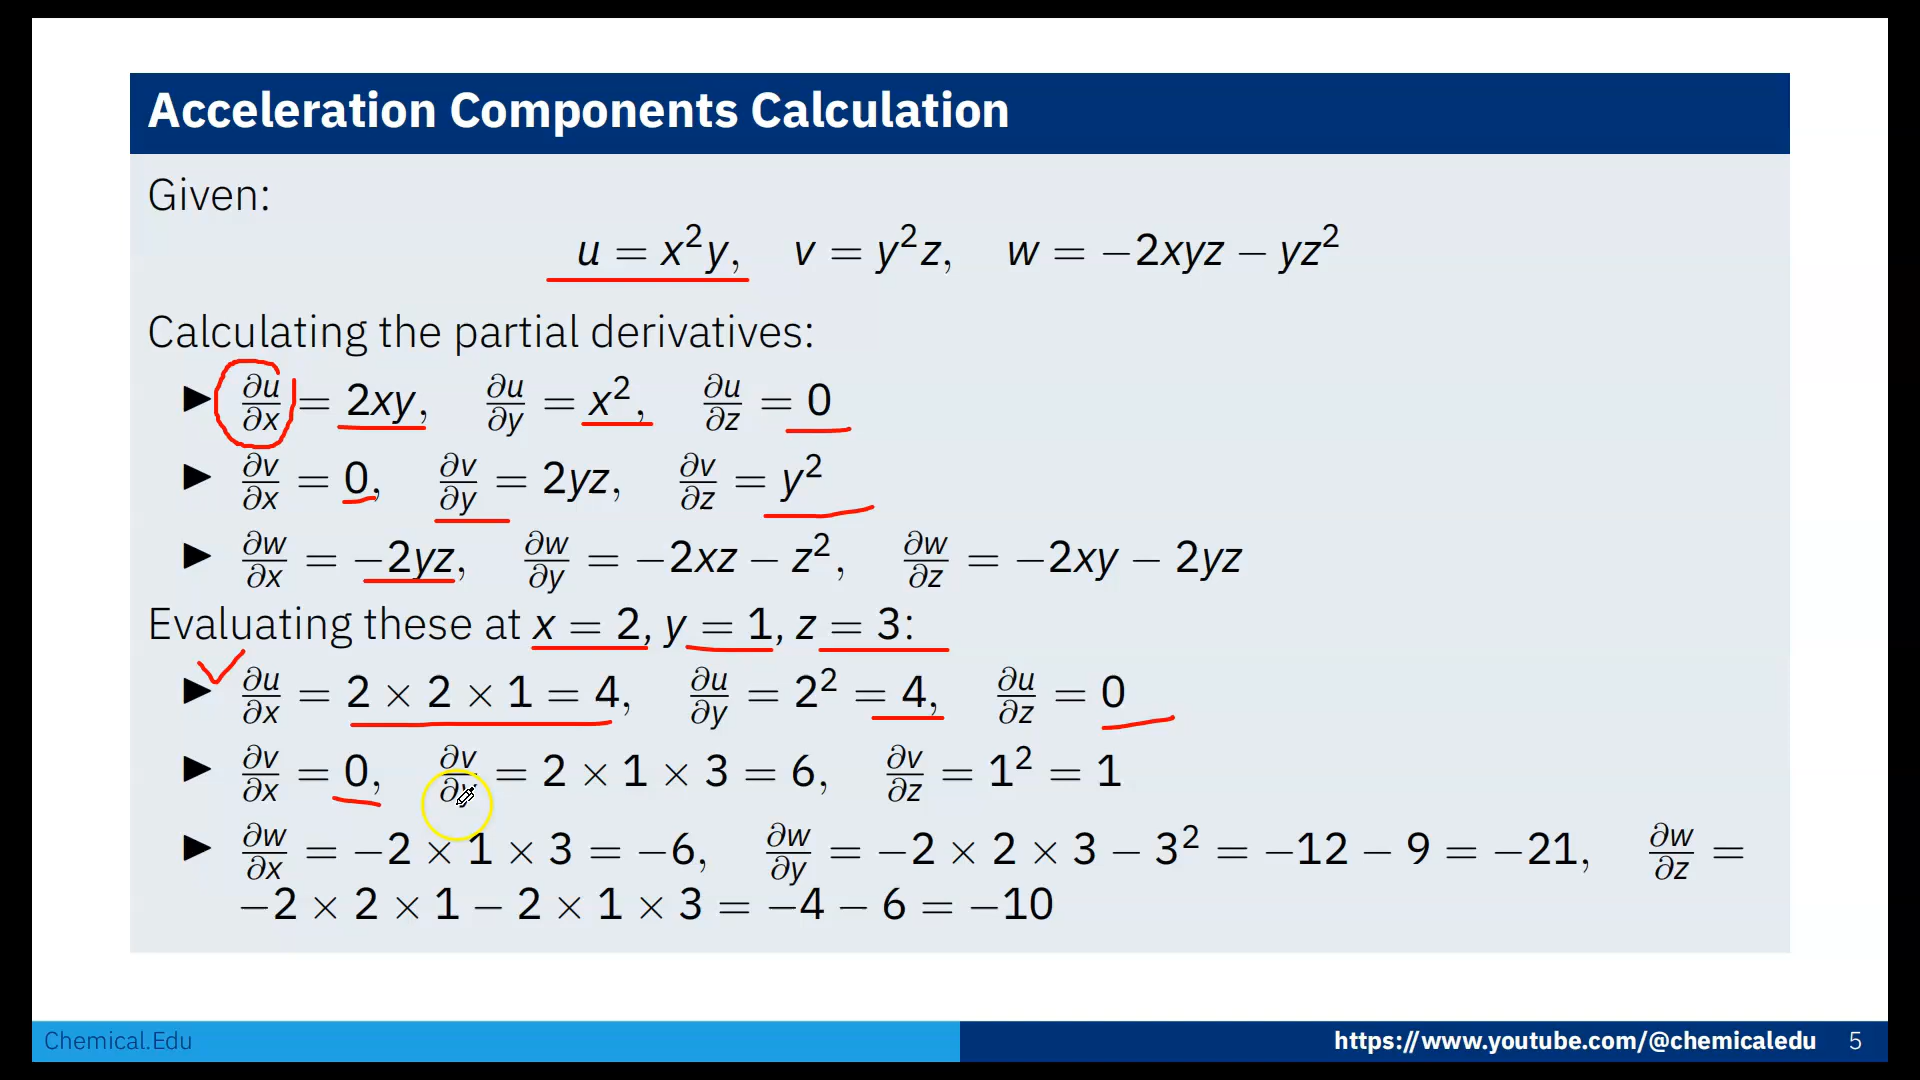 Acceleration Components Calculation
Given:
u = x²y, v = y²z, w = −2xyz − yz²
Calculating the partial derivatives:
▶ ∂u/∂x = 2xy, ∂u/∂y = x², ∂u/∂z = 0
▶ ∂v/∂x = 0, ∂v/∂y = 2yz, ∂v/∂z = y²
▶ ∂w/∂x = −2yz, ∂w/∂y = −2xz − z², ∂w/∂z = −2xy − 2yz
Evaluating these at x = 2, y = 1, z = 3:
▶ ∂u/∂x = 2 × 2 × 1 = 4, ∂u/∂y = 2² = 4, ∂u/∂z = 0
▶ ∂v/∂x = 0, ∂v/∂y = 2 × 1 × 3 = 6, ∂v/∂z = 1² = 1
▶ ∂w/∂x = −2 × 1 × 3 = −6, ∂w/∂y = −2 × 2 × 3 − 3² = −12 − 9 = −21, ∂w/∂z =
−2 × 2 × 1 − 2 × 1 × 3 = −4 − 6 = −10
Chemical.Edu
https://www.youtube.com/@chemicaledu 5